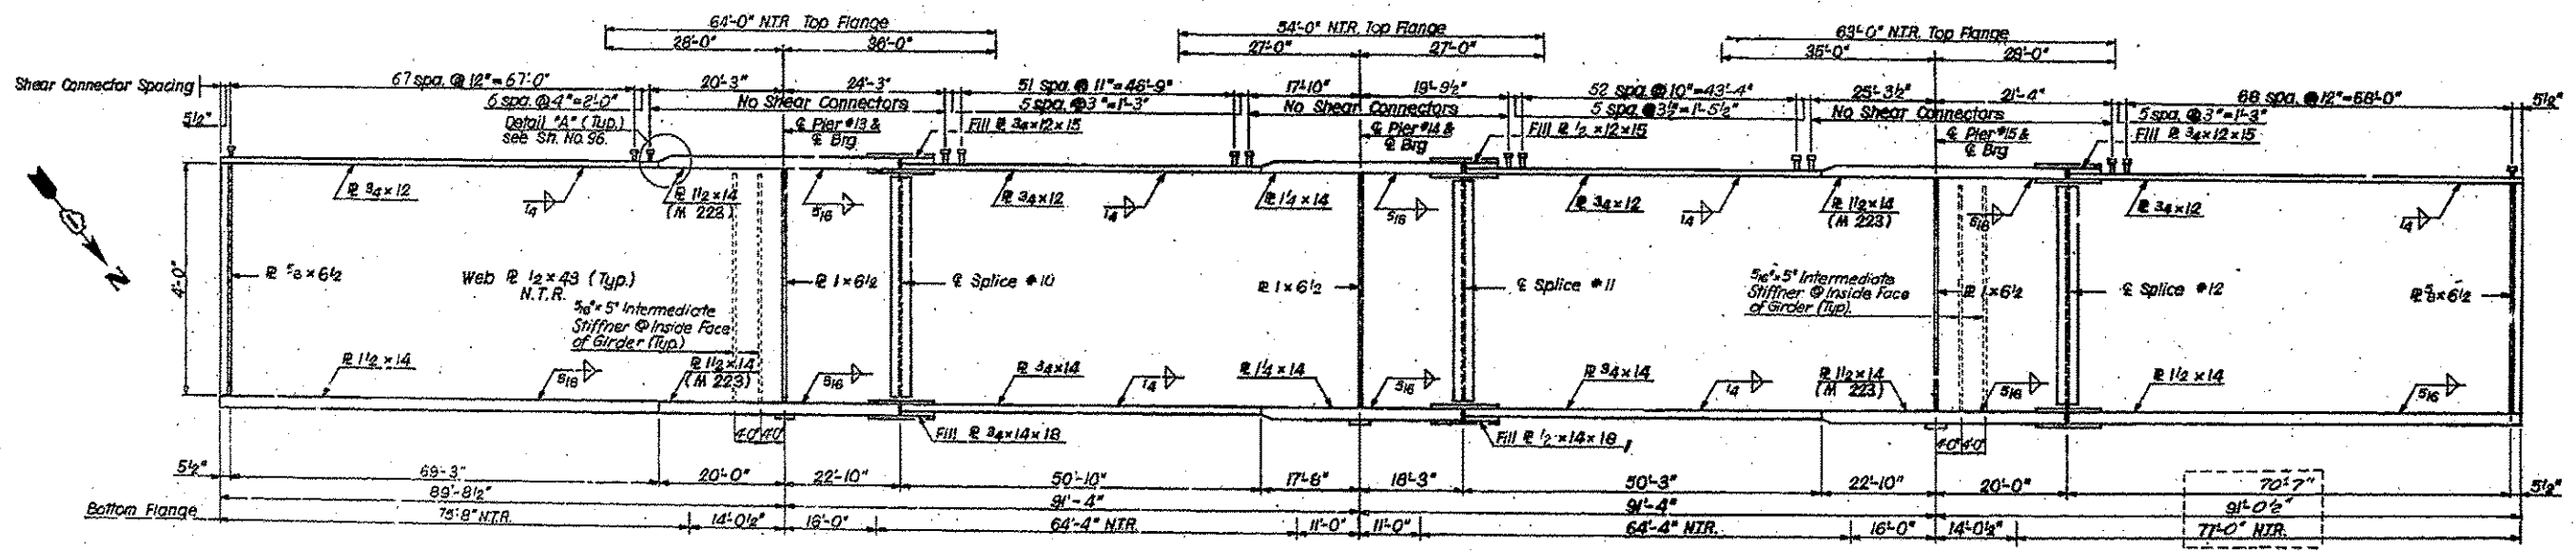 64'-0" N.T.R. Top Flange
54'-0" N.T.R. Top Flange
63'-0" N.T.R. Top Flange
28'-0" 36'-0" 27'-0" 27'-0" 35'-0" 28'-0"
Shear Connector Spacing
67 spa. @ 12" = 67'-0" 20'-3" 24'-3" 51 spa. @ 11" = 46'-9" 17'-10" 19'-9½" 52 spa. @ 10" = 43'-4" 25'-3½" 21'-4" 68 spa. @ 12" = 68'-0"
6 spa. @ 4" = 2'-0" No Shear Connectors 5 spa. @ 3" = 1'-3" No Shear Connectors 5 spa. @ 3½" = 1'-5½" No Shear Connectors 5 spa. @ 3" = 1'-3"
5½" 5½"
Detail "A" (Typ.)
see Sh. No. 96.
℄ Pier #13 &
℄ Brg
Fill ℞ ¾ x 12 x 15
℄ Pier #14 &
℄ Brg
Fill ℞ ½ x 12 x 15
℄ Pier #15 &
℄ Brg
Fill ℞ ¾ x 12 x 15
℞ ¾ x 12 1/4 ℞ 1½ x 14 5/16 ℞ ¾ x 12 1/4 ℞ 1¼ x 14 5/16 ℞ ¾ x 12 1/4 ℞ 1½ x 14 5/16 ℞ ¾ x 12 1/4
(M 223) (M 223)
N
4'-0"
℞ ⅝ x 6½
Web ℞ ½ x 43 (Typ.)
N.T.R.
5/16" x 5" Intermediate
Stiffner @ Inside Face
of Girder (Typ.)
℞ 1 x 6½
℄ Splice #10
℞ 1 x 6½
℄ Splice #11
5/16" x 5" Intermediate
Stiffner @ Inside Face
of Girder (Typ).
℞ 1 x 6½
℄ Splice #12
℞ ⅝ x 6½
℞ 1½ x 14 5/16 ℞ 1½ x 14 5/16 ℞ ¾ x 14 1/4 ℞ 1¼ x 14 5/16 ℞ ¾ x 14 1/4 ℞ 1½ x 14 5/16 ℞ 1½ x 14 5/16
(M 223) (M 223)
4'0" 4'0" Fill ℞ ¾ x 14 x 18 Fill ℞ ½ x 14 x 18 4'0" 4'0"
5½" 69'-3" 20'-0" 22'-10" 50'-10" 17'-8" 18'-3" 50'-3" 22'-10" 20'-0" 70'-7" 5½"
89'-8½" 91'-4" 91'-4" 91'-0½"
Bottom Flange 75'-8" N.T.R. 14'-0½" 16'-0" 64'-4" N.T.R. 11'-0" 11'-0" 64'-4" N.T.R. 16'-0" 14'-0½" 77'-0" N.T.R.